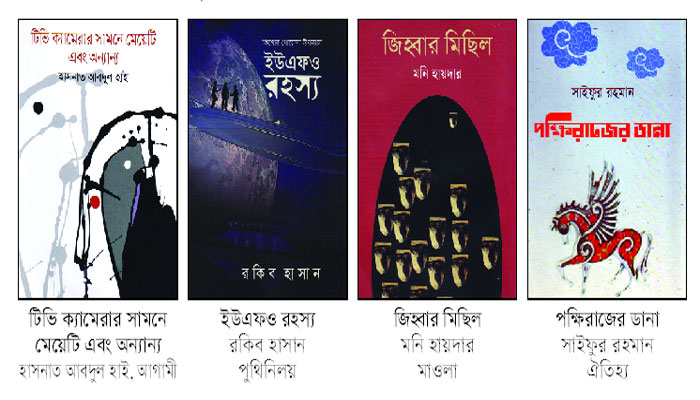 টিভি ক্যামেরার সামনে মেয়েটি
এবং অন্যান্য
হাসনাত আবদুল হাই
ইউএফও
রহস্য
রকিব হাসান
জিহ্বার মিছিল
মনি হায়দার
সাইফুর রহমান
পক্ষিরাজের ডানা
টিভি ক্যামেরার সামনে
মেয়েটি এবং অন্যান্য
হাসনাত আবদুল হাই, আগামী
ইউএফও রহস্য
রকিব হাসান
পুথিনিলয়
জিহ্বার মিছিল
মনি হায়দার
মাওলা
পক্ষিরাজের ডানা
সাইফুর রহমান
ঐতিহ্য